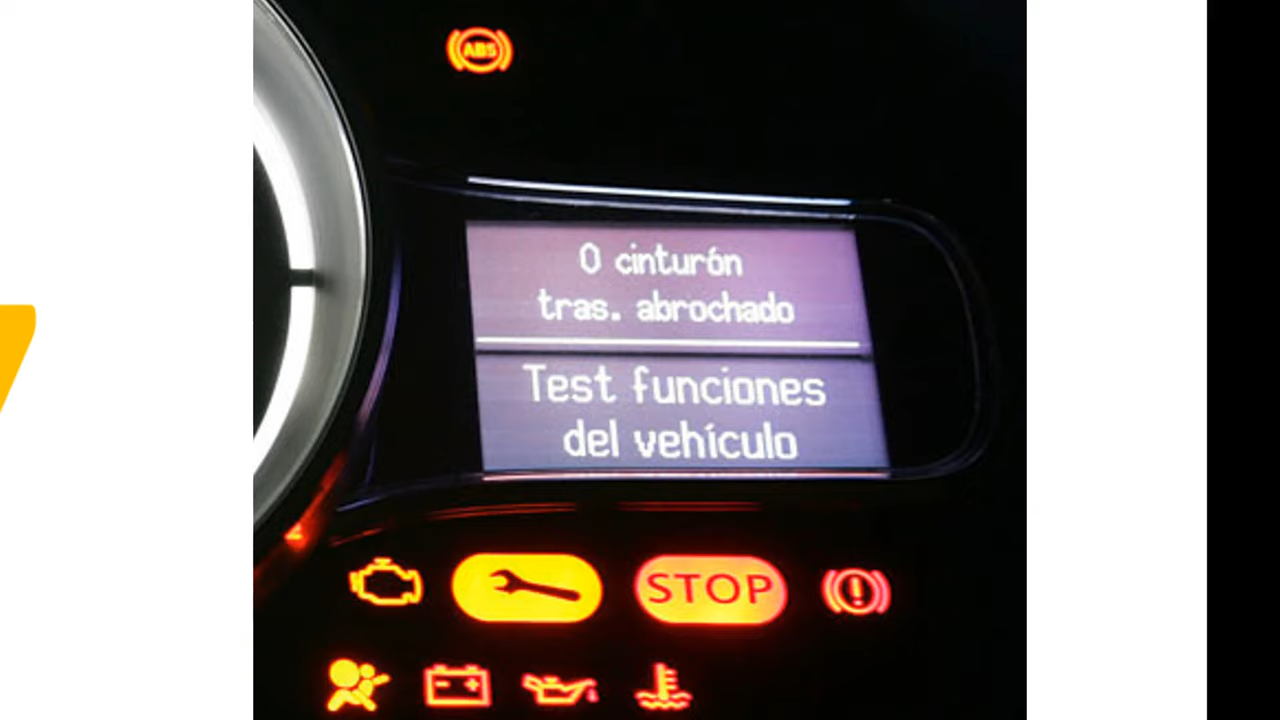 ABS
0 cinturón
tras. abrochado
Test funciones
del vehículo
STOP